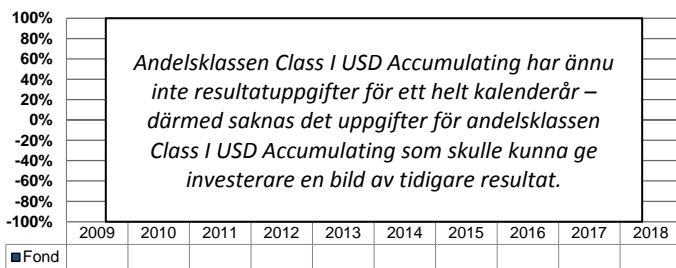 100%
80%
60%
40%
20%
0%
-20%
-40%
-60%
-80%
-100%
Andelsklassen Class I USD Accumulating har ännu
inte resultatuppgifter för ett helt kalenderår –
därmed saknas det uppgifter för andelsklassen
Class I USD Accumulating som skulle kunna ge
investerare en bild av tidigare resultat.
2009 2010 2011 2012 2013 2014 2015 2016 2017 2018
Fond